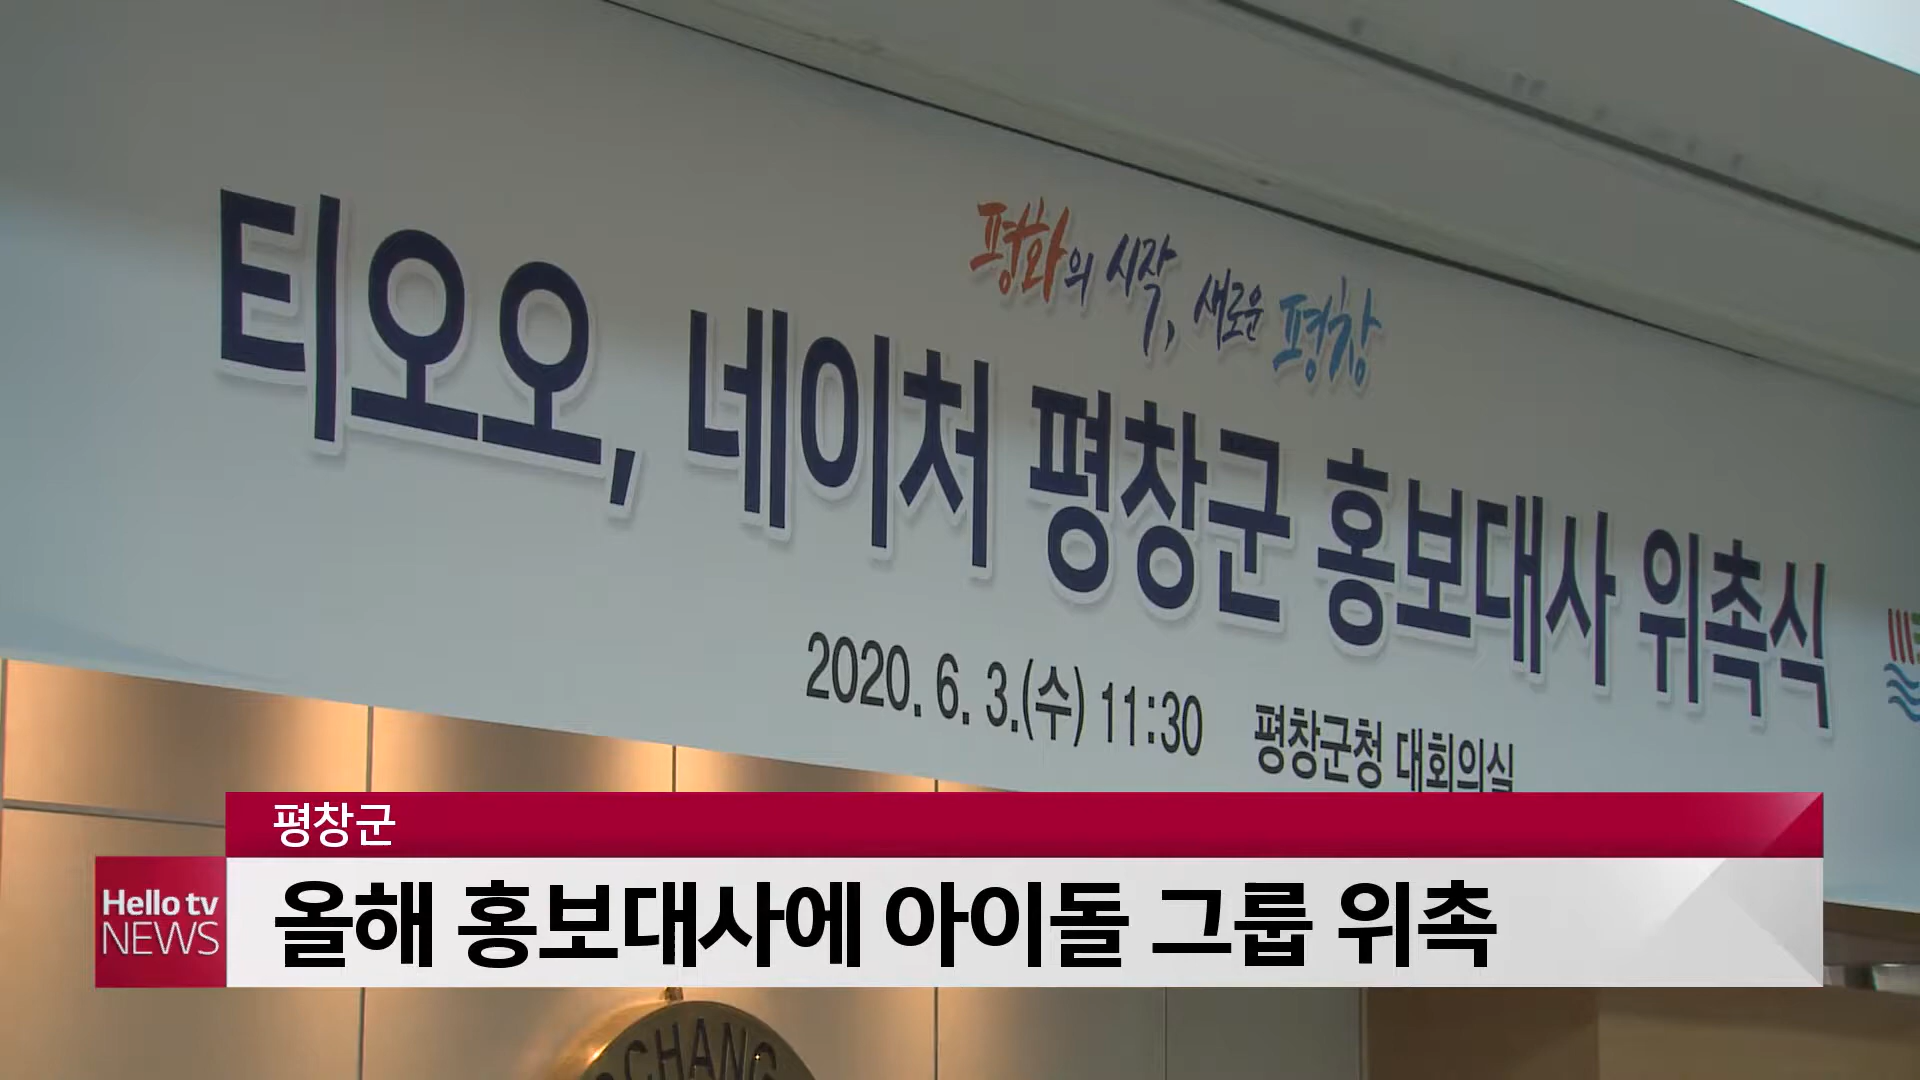 평화의 시작, 새로운 평창
티오오, 네이처 평창군 홍보대사 위촉식
2020. 6. 3.(수) 11:30 평창군청 대회의실
평창군
Hello tv
NEWS
올해 홍보대사에 아이돌 그룹 위촉
CHANG